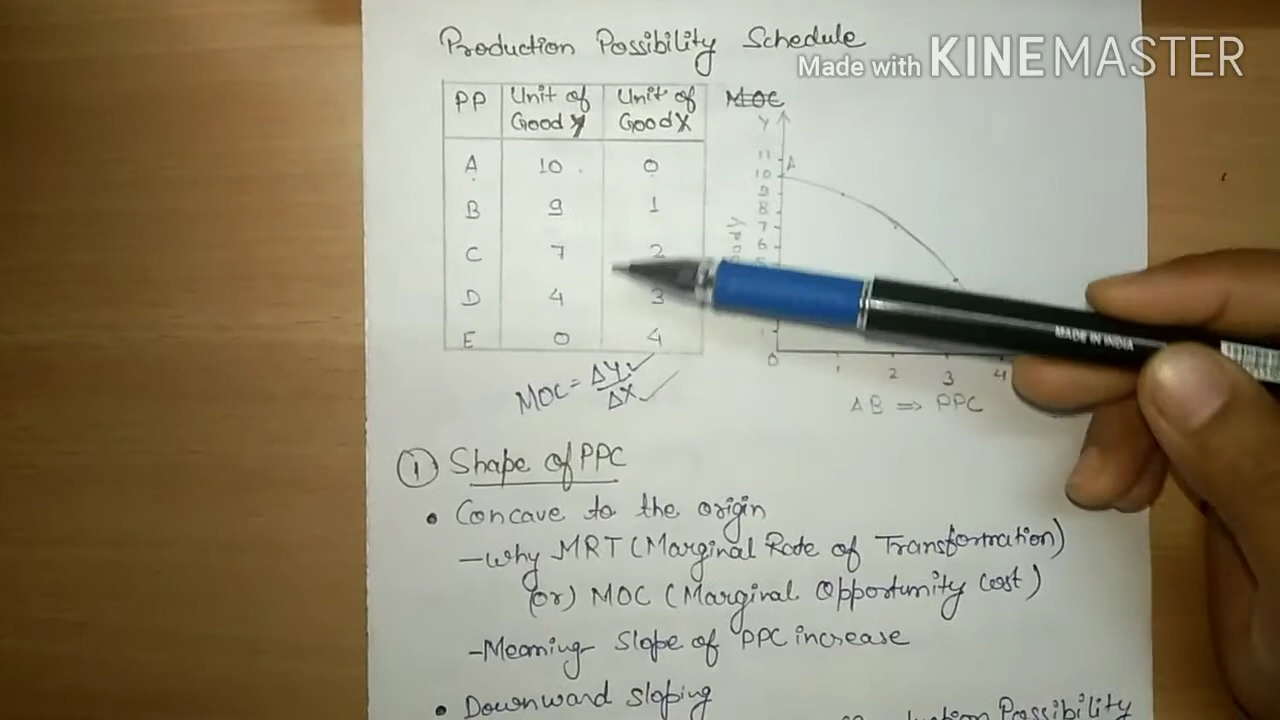 Production Possibility Schedule
Made with KINEMASTER
PP Unit of Good Y Unit of Good X MOC
A 10 0
B 9 1
C 7 2
D 4 3
E 0 4
MOC = ΔY/ΔX
Y
11
10 A
9
8
7
6
1
0 1 2 3 4
AB ⇒ PPC
MADE IN INDIA
① Shape of PPC
• Concave to the origin
- Why MRT (Marginal Rate of Transformation)
(or) MOC (Marginal Opportunity Cost)
- Meaning - Slope of PPC increase
• Downward sloping
Possibility